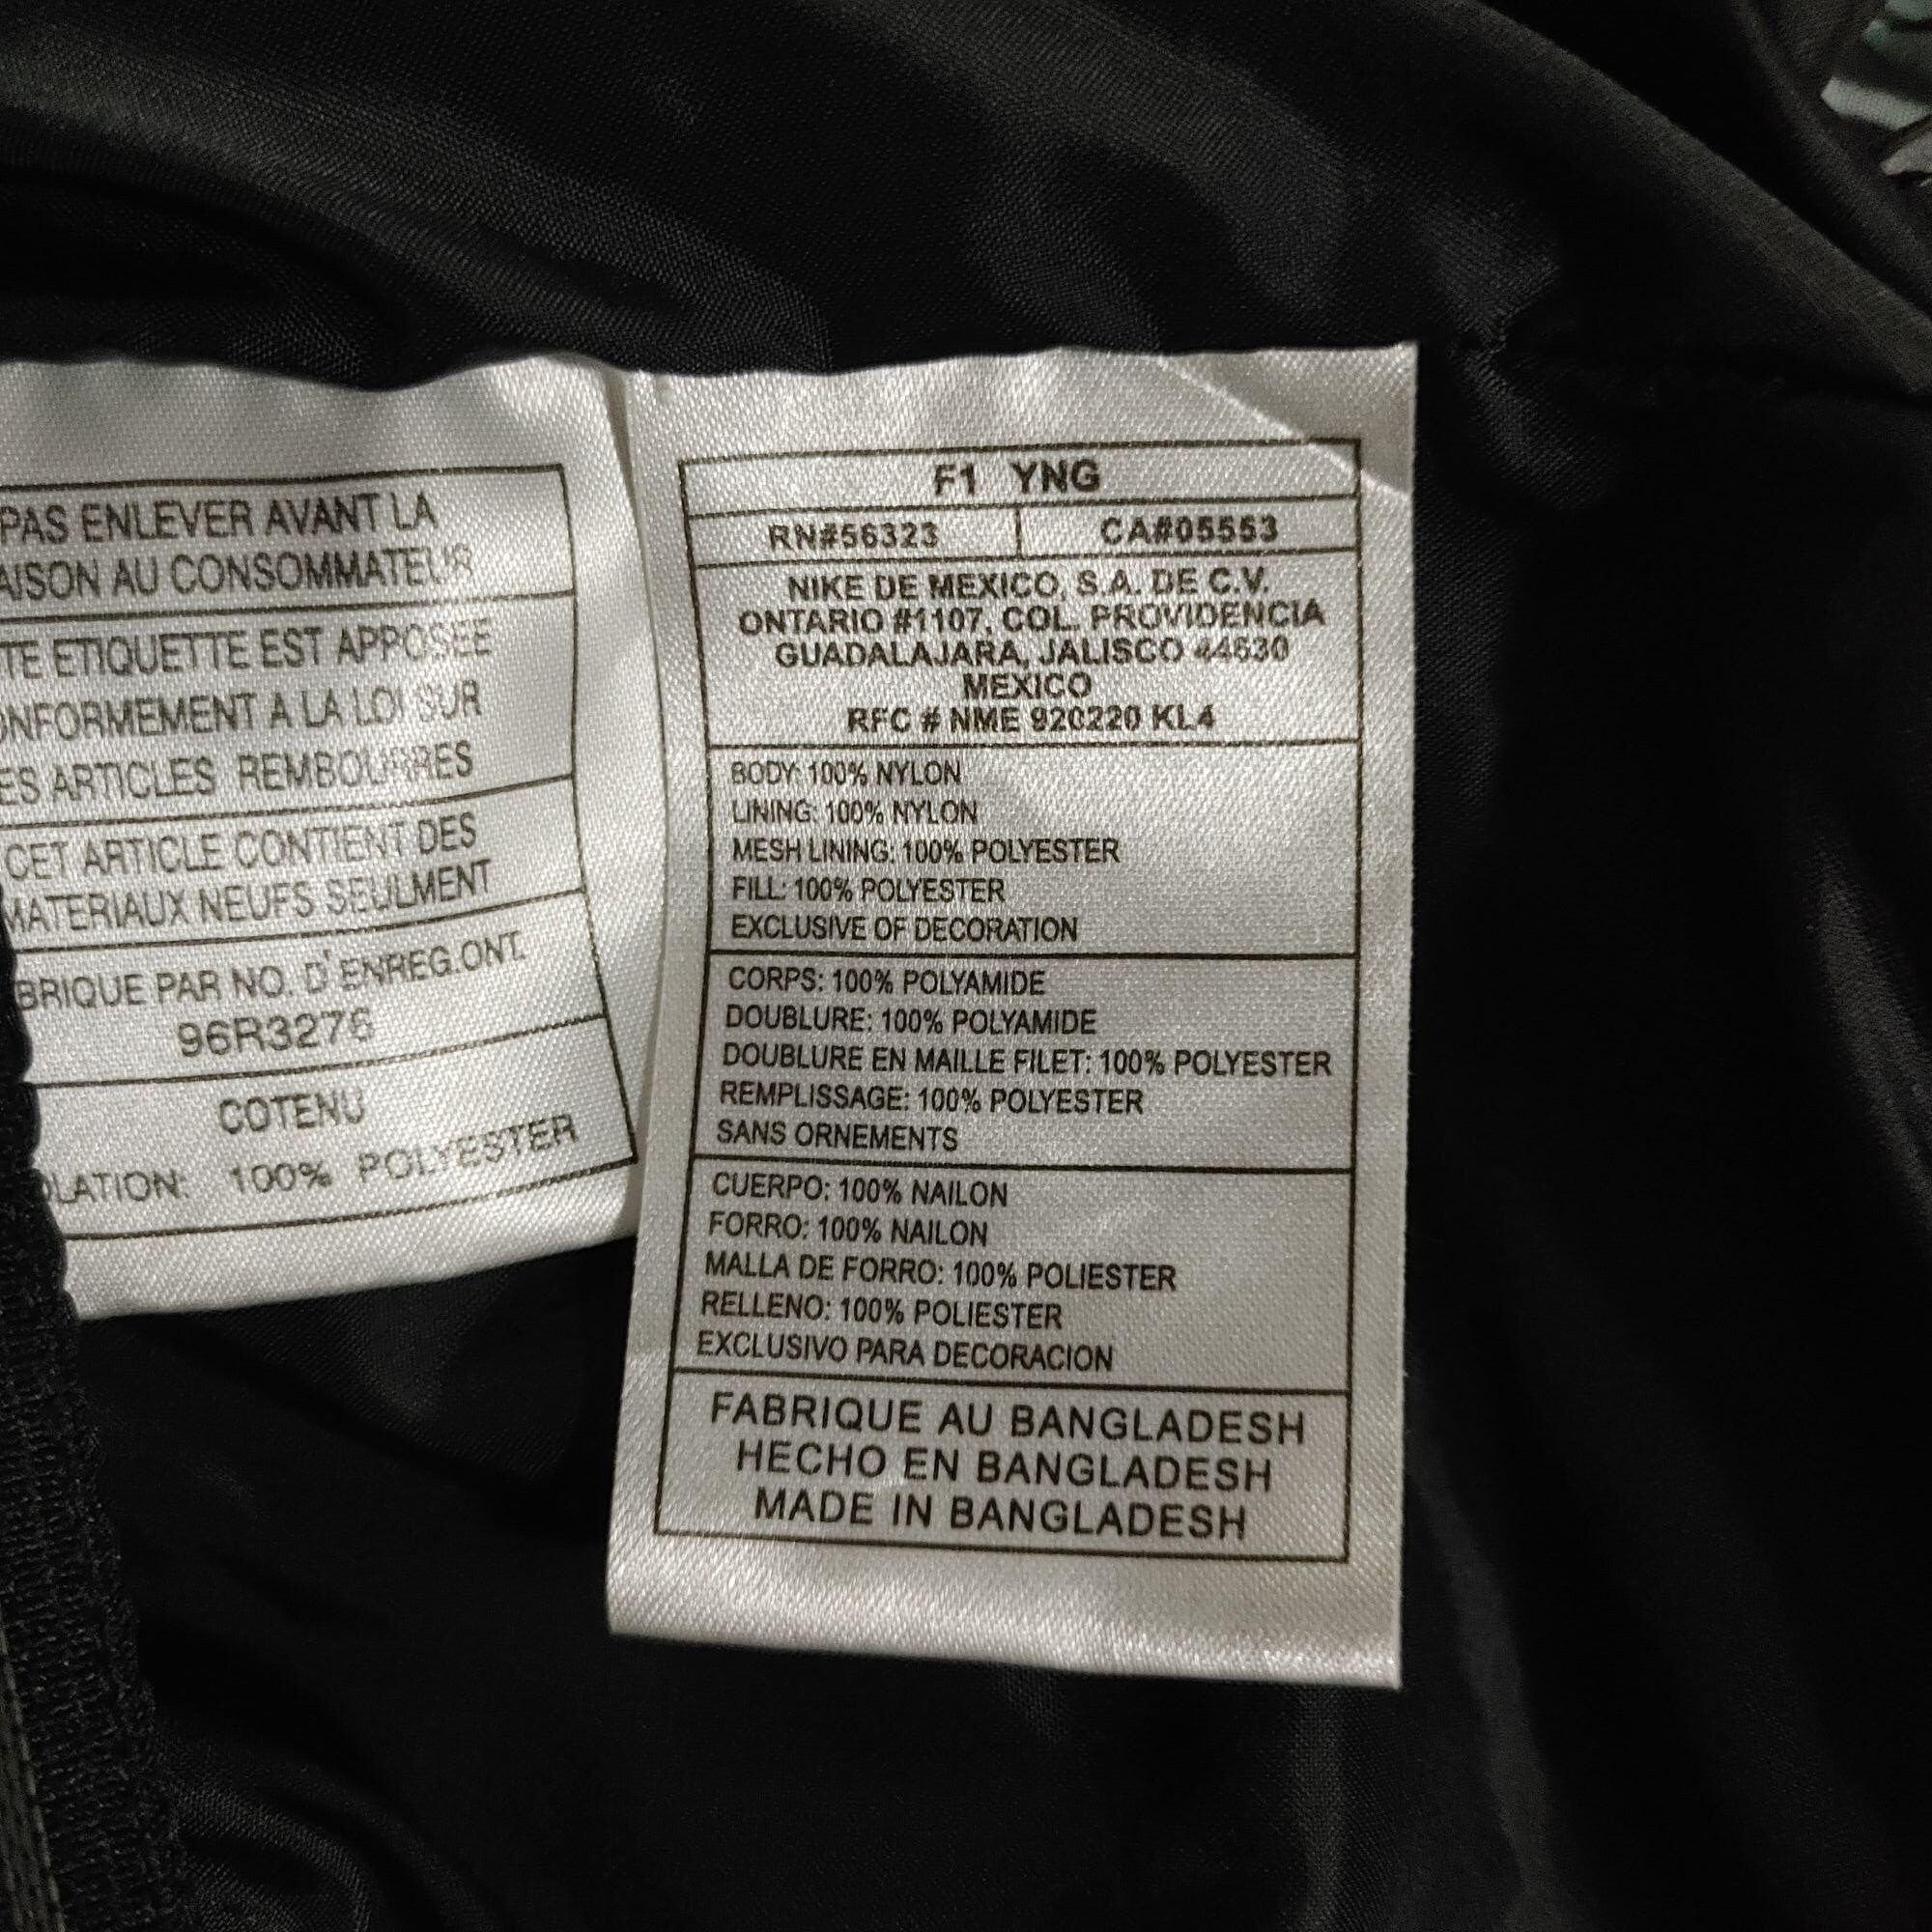 PAS ENLEVER AVANT LA
AISON AU CONSOMMATEUR
TE ETIQUETTE EST APPOSEE
ONFORMEMENT A LA LOI SUR
ES ARTICLES REMBOURRES
CET ARTICLE CONTIENT DES
MATERIAUX NEUFS SEULMENT
BRIQUE PAR NO. D'ENREG.ONT.
96R3276
COTENU
OLATION: 100% POLYESTER
F1 YNG
RN#56323 CA#05553
NIKE DE MEXICO, S.A. DE C.V.
ONTARIO #1107, COL. PROVIDENCIA
GUADALAJARA, JALISCO 44630
MEXICO
RFC # NME 920220 KL4
BODY: 100% NYLON
LINING: 100% NYLON
MESH LINING: 100% POLYESTER
FILL: 100% POLYESTER
EXCLUSIVE OF DECORATION
CORPS: 100% POLYAMIDE
DOUBLURE: 100% POLYAMIDE
DOUBLURE EN MAILLE FILET: 100% POLYESTER
REMPLISSAGE: 100% POLYESTER
SANS ORNEMENTS
CUERPO: 100% NAILON
FORRO: 100% NAILON
MALLA DE FORRO: 100% POLIESTER
RELLENO: 100% POLIESTER
EXCLUSIVO PARA DECORACION
FABRIQUE AU BANGLADESH
HECHO EN BANGLADESH
MADE IN BANGLADESH